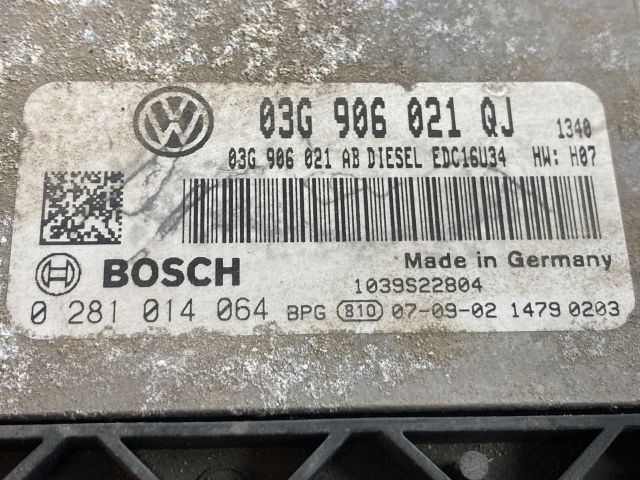 03G 906 021 QJ 1340
03G 906 021 AB DIESEL EDC16U34 HW: H07
Made in Germany
BOSCH 1039S22804
0 281 014 064 BPG 810 07-09-02 1479 0203